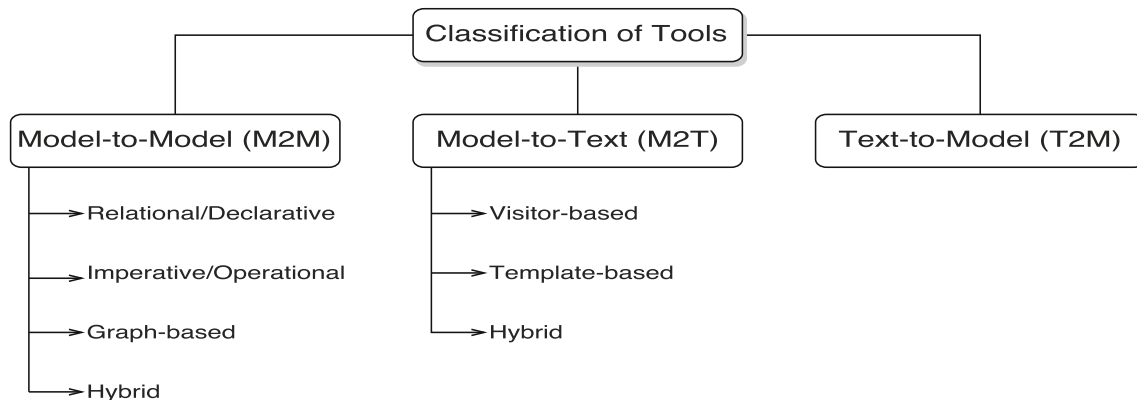 Classification of Tools
Model-to-Model (M2M)
Relational/Declarative
Imperative/Operational
Graph-based
Hybrid
Model-to-Text (M2T)
Visitor-based
Template-based
Hybrid
Text-to-Model (T2M)